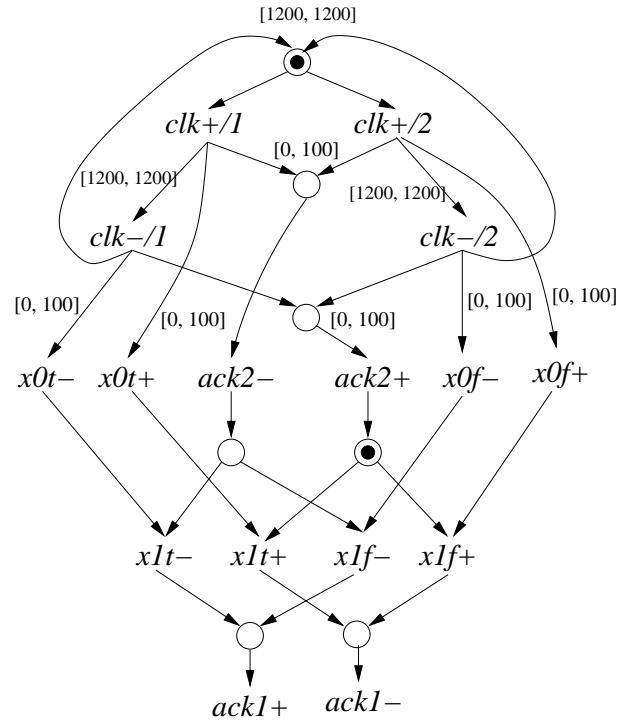 [1200, 1200]
clk+/1
clk+/2
[0, 100]
[1200, 1200]
[1200, 1200]
clk−/1
clk−/2
[0, 100]
[0, 100]
[0, 100]
[0, 100]
[0, 100]
x0t−
x0t+
ack2−
ack2+
x0f−
x0f+
x1t−
x1t+
x1f−
x1f+
ack1+
ack1−